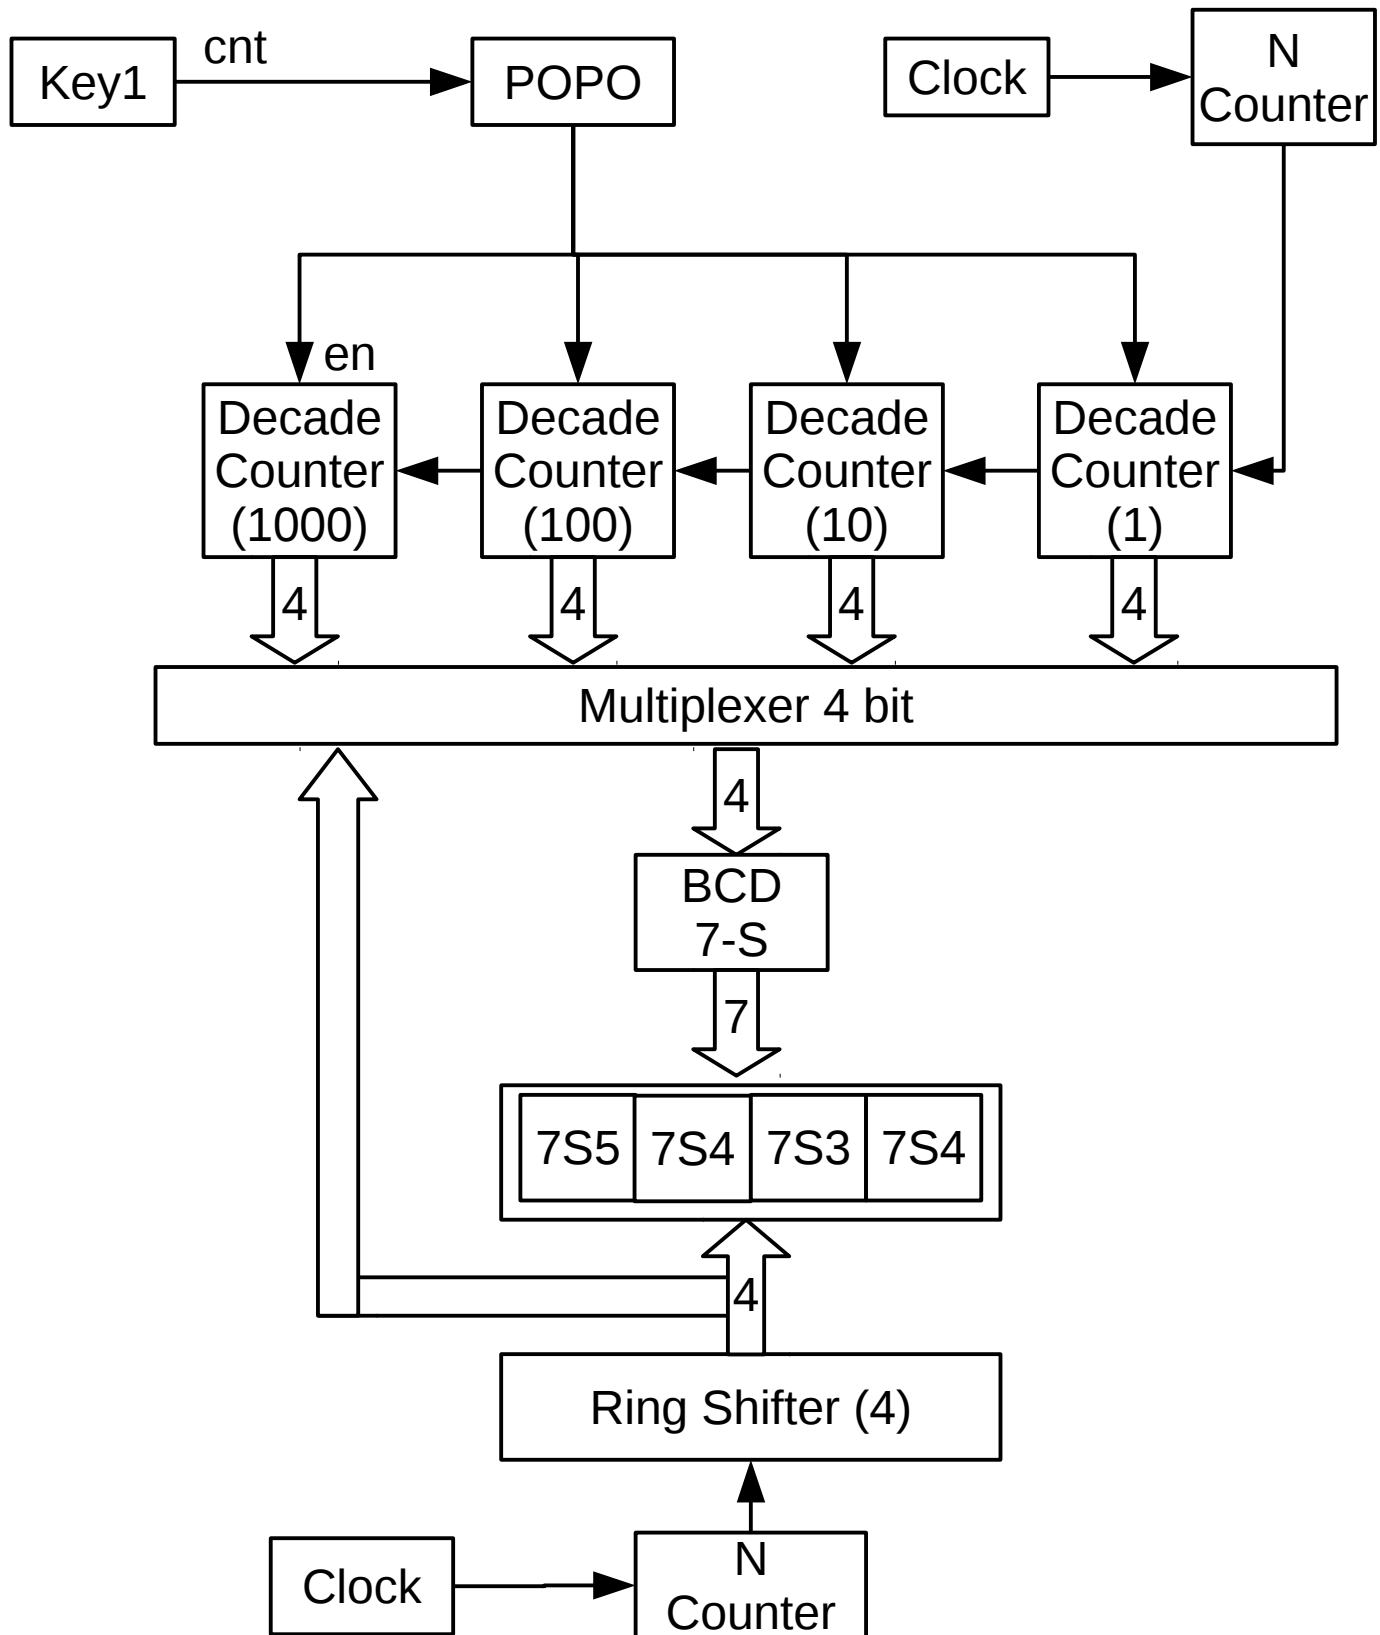 cnt
Key1
POPO
Clock
N
Counter
en
Decade
Counter
(1000)
Decade
Counter
(100)
Decade
Counter
(10)
Decade
Counter
(1)
4
4
4
4
Multiplexer 4 bit
4
BCD
7-S
7
7S5
7S4
7S3
7S4
4
Ring Shifter (4)
Clock
N
Counter